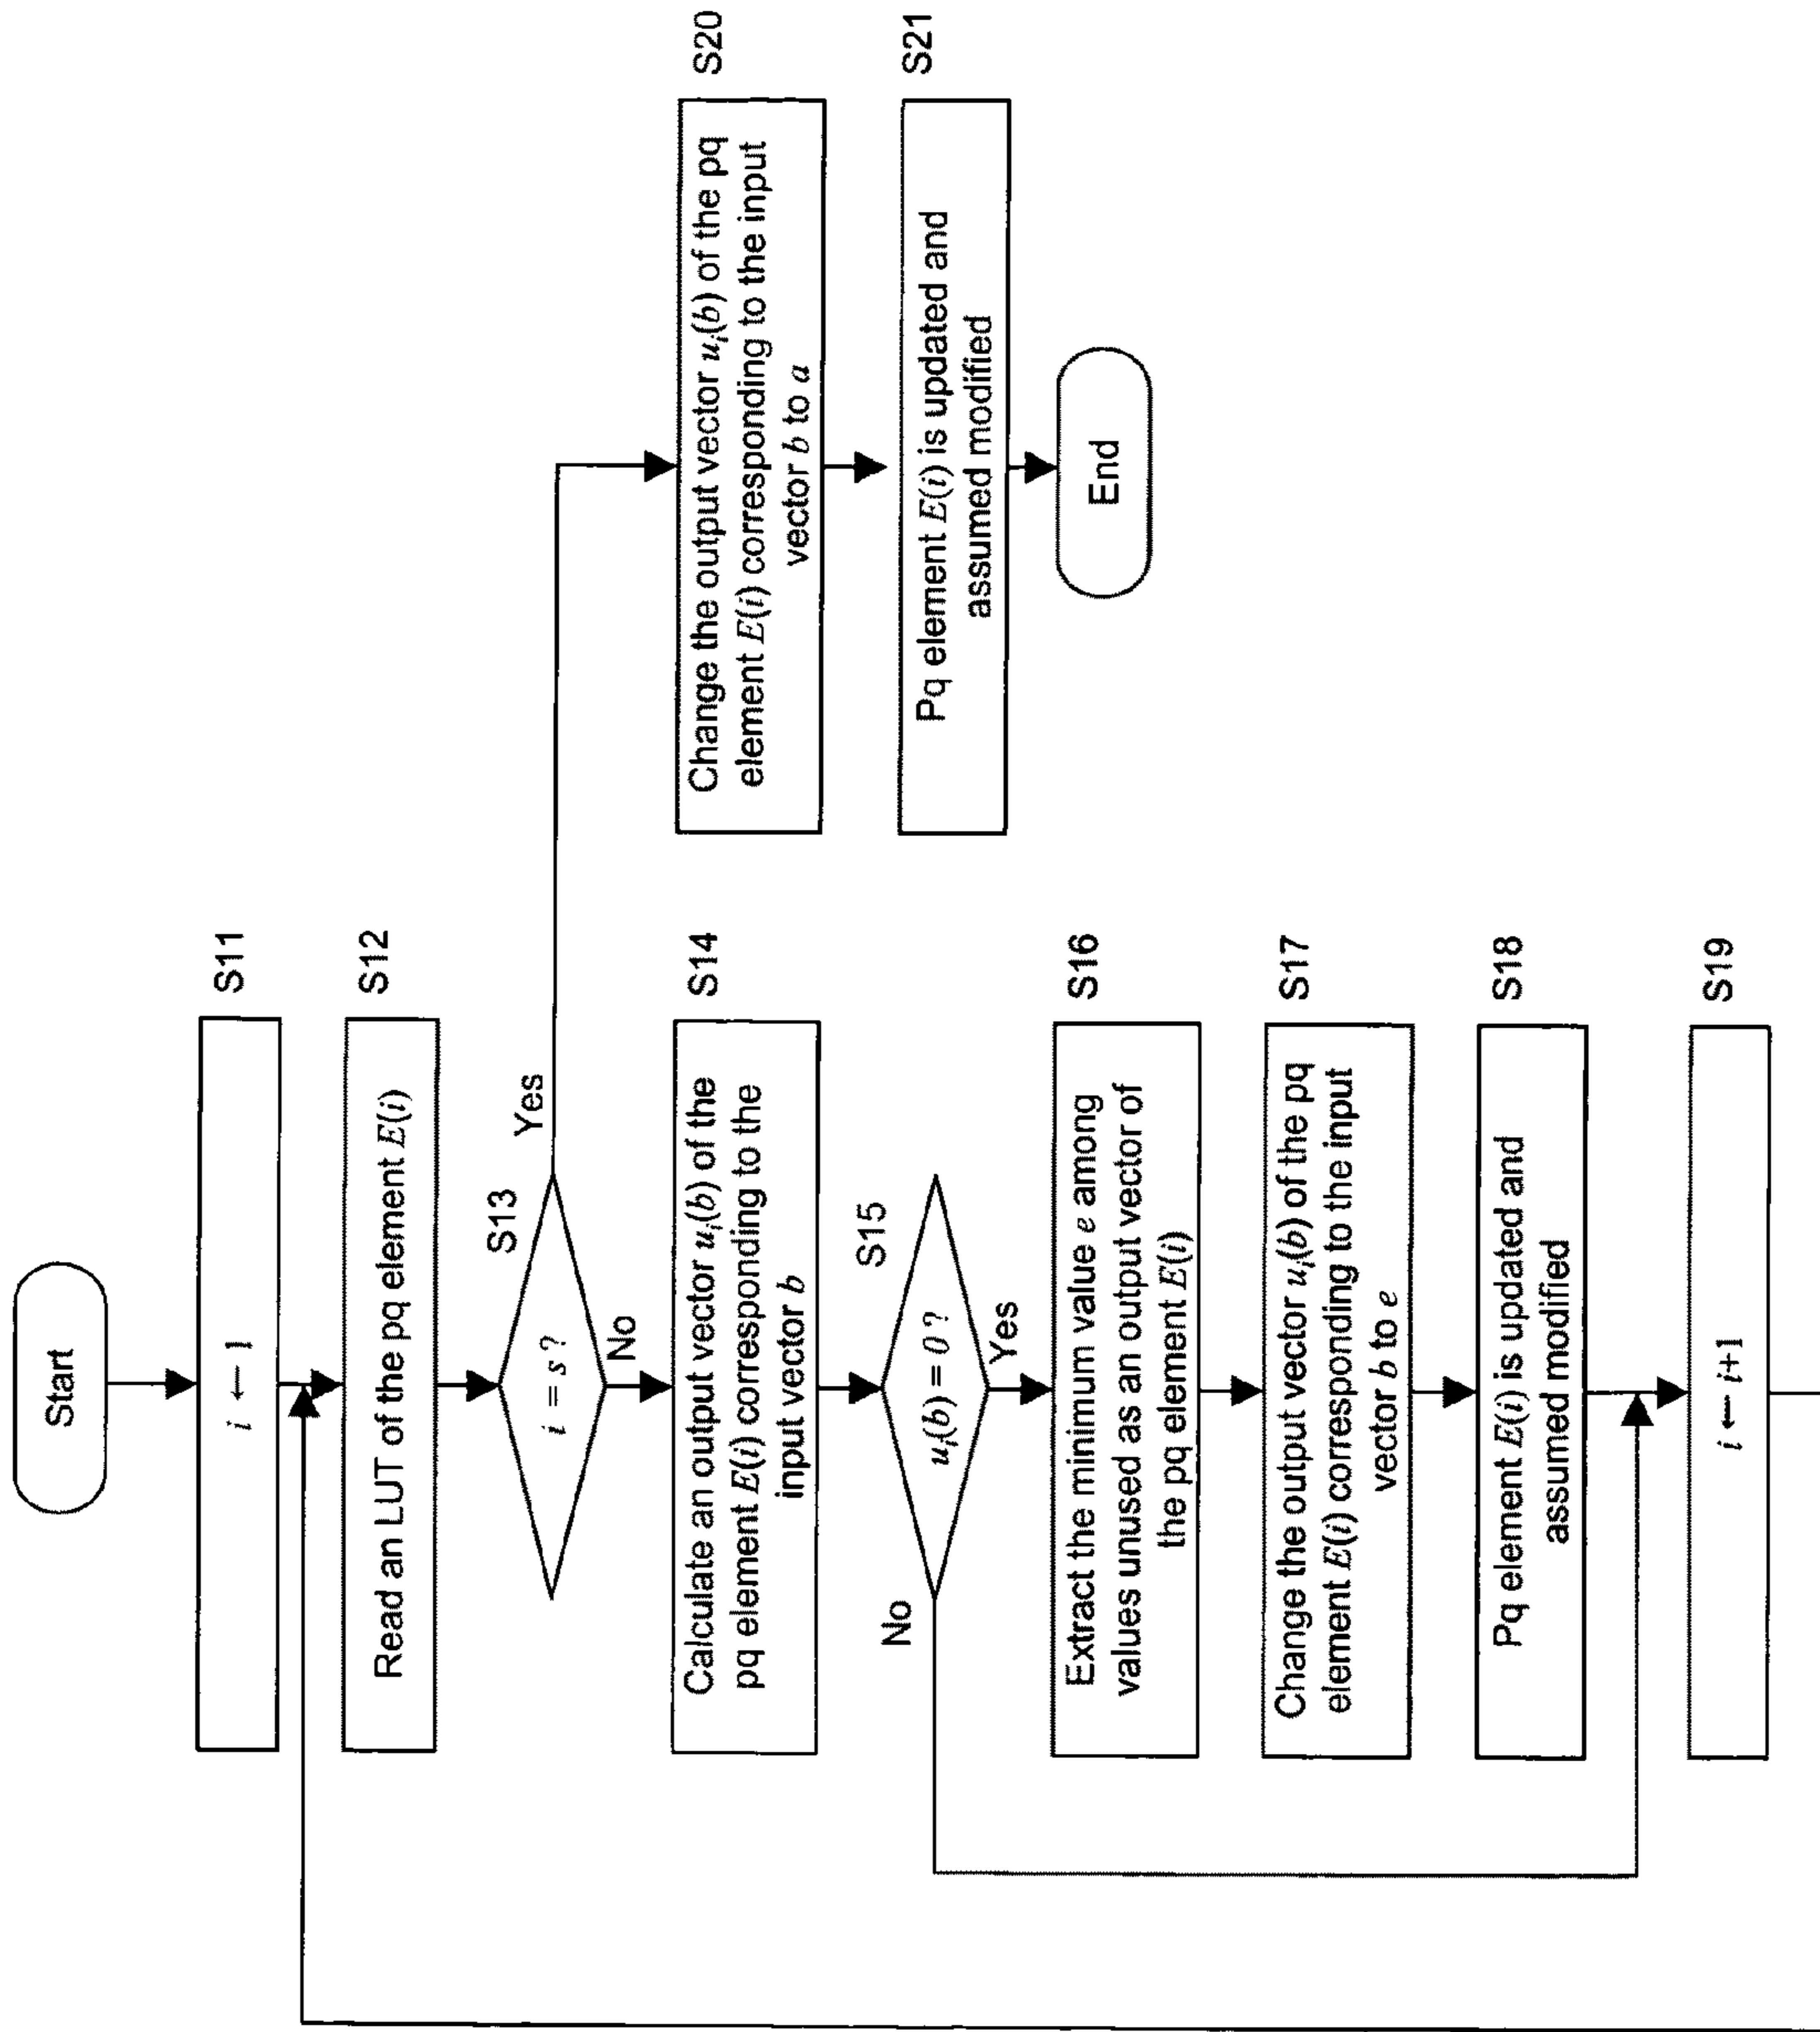 Start
i ← 1
S11
Read an LUT of the pq element E(i)
S12
i = s ?
S13
Yes
No
Calculate an output vector uᵢ(b) of the
pq element E(i) corresponding to the
input vector b
S14
uᵢ(b) = 0 ?
S15
No
Yes
Extract the minimum value e among
values unused as an output vector of
the pq element E(i)
S16
Change the output vector uᵢ(b) of the pq
element E(i) corresponding to the input
vector b to e
S17
Pq element E(i) is updated and
assumed modified
S18
i ← i+1
S19
Change the output vector uᵢ(b) of the pq
element E(i) corresponding to the input
vector b to a
S20
Pq element E(i) is updated and
assumed modified
S21
End